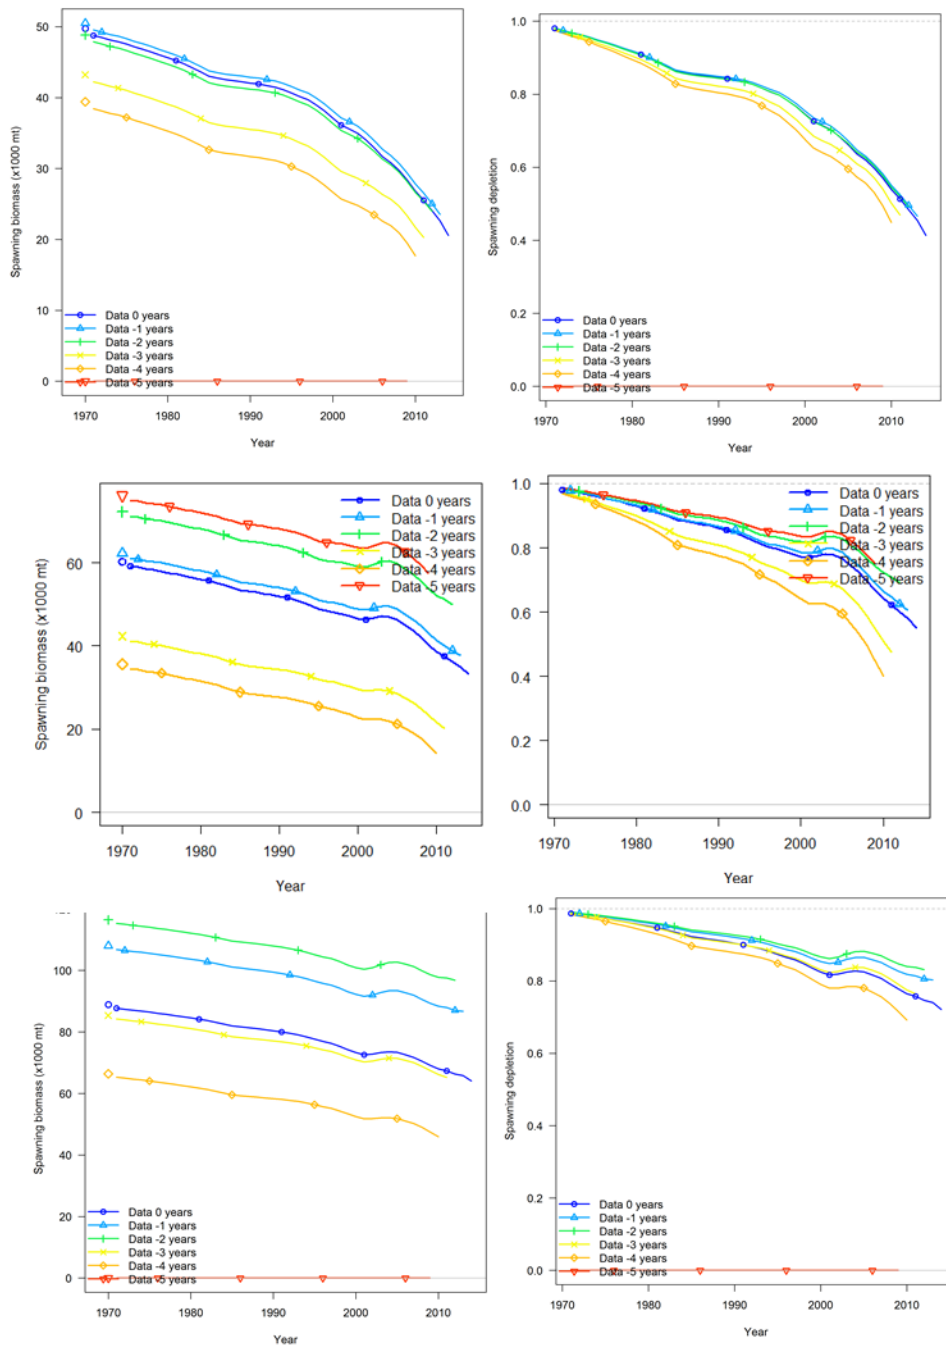 50
40
30
20
10
0
Spawning biomass (x1000 mt)
Data 0 years
Data -1 years
Data -2 years
Data -3 years
Data -4 years
Data -5 years
1970 1980 1990 2000 2010
Year
1.0
0.8
0.6
0.4
0.2
0.0
Spawning depletion
Data 0 years
Data -1 years
Data -2 years
Data -3 years
Data -4 years
Data -5 years
1970 1980 1990 2000 2010
Year
60
40
20
0
Spawning biomass (x1000 mt)
Data 0 years
Data -1 years
Data -2 years
Data -3 years
Data -4 years
Data -5 years
1970 1980 1990 2000 2010
Year
1.0
0.8
0.6
0.4
0.2
0.0
Data 0 years
Data -1 years
Data -2 years
Data -3 years
Data -4 years
Data -5 years
1970 1980 1990 2000 2010
Year
100
80
60
40
20
0
Spawning biomass (x1000 mt)
Data 0 years
Data -1 years
Data -2 years
Data -3 years
Data -4 years
Data -5 years
1970 1980 1990 2000 2010
Year
1.0
0.8
0.6
0.4
0.2
0.0
Spawning depletion
Data 0 years
Data -1 years
Data -2 years
Data -3 years
Data -4 years
Data -5 years
1970 1980 1990 2000 2010
Year